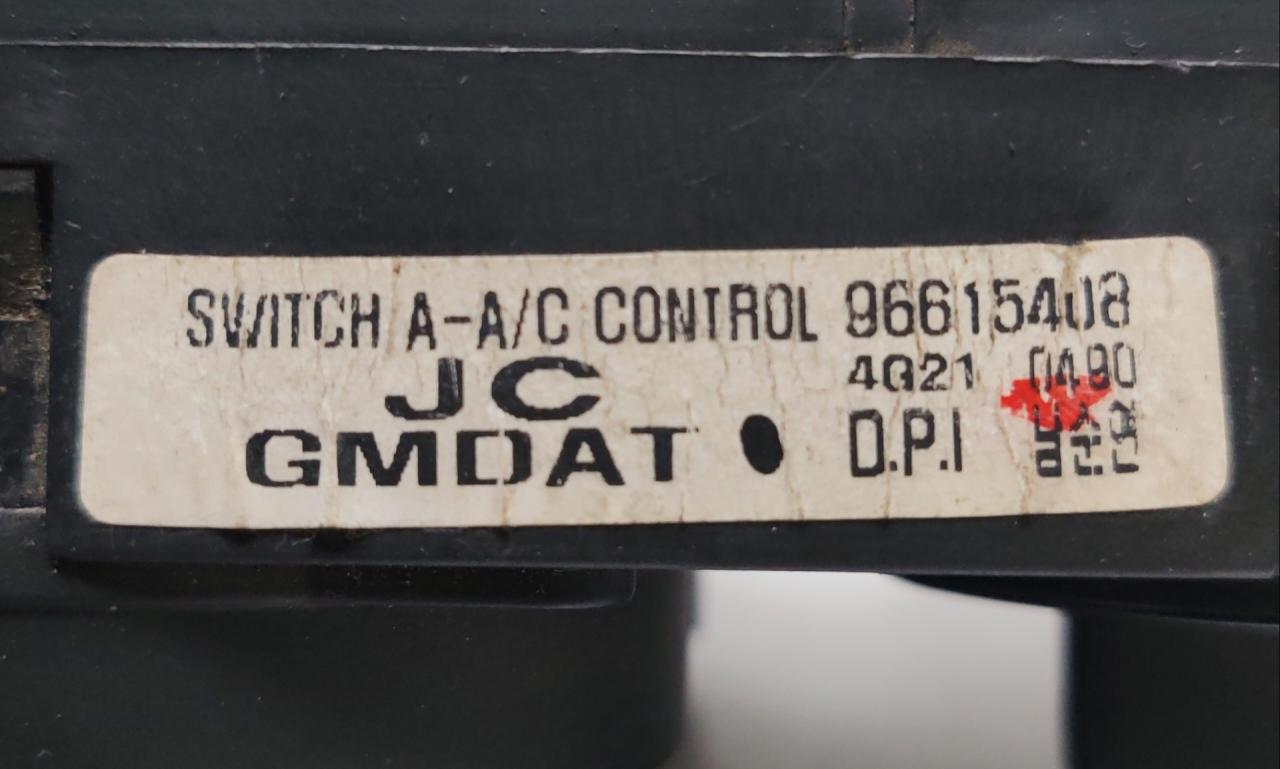 SWITCH A-A/C CONTROL 96615408
JC 4G21 0490
GMDAT D.P.I